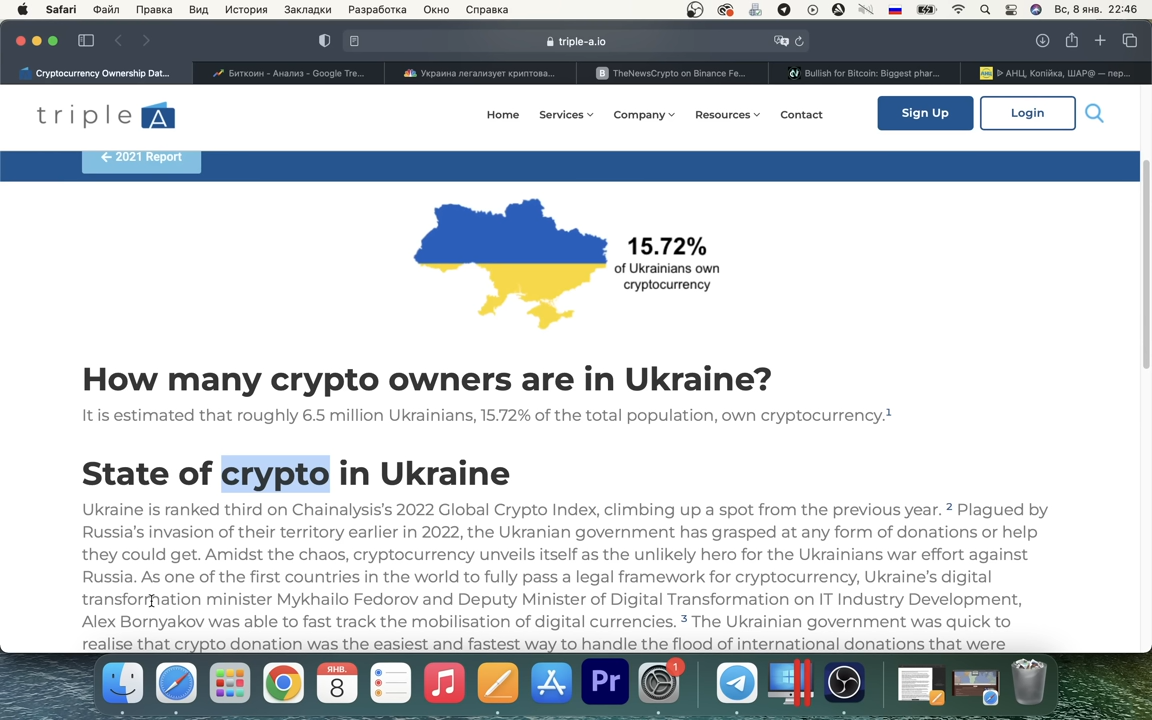 Safari Файл Правка Вид История Закладки Разработка Окно Справка Вс, 8 янв. 22:46
triple-a.io
Cryptocurrency Ownership Dat... Биткоин - Анализ - Google Tre... Украина легализует криптова... TheNewsCrypto on Binance Fe... Bullish for Bitcoin: Biggest phar... АНЦ, Копійка, ШАР@ — пер...
triple A Home Services Company Resources Contact Sign Up Login
← 2021 Report
15.72%
of Ukrainians own
cryptocurrency
How many crypto owners are in Ukraine?
It is estimated that roughly 6.5 million Ukrainians, 15.72% of the total population, own cryptocurrency.1
State of crypto in Ukraine
Ukraine is ranked third on Chainalysis’s 2022 Global Crypto Index, climbing up a spot from the previous year. 2 Plagued by
Russia’s invasion of their territory earlier in 2022, the Ukranian government has grasped at any form of donations or help
they could get. Amidst the chaos, cryptocurrency unveils itself as the unlikely hero for the Ukrainians war effort against
Russia. As one of the first countries in the world to fully pass a legal framework for cryptocurrency, Ukraine’s digital
transformation minister Mykhailo Fedorov and Deputy Minister of Digital Transformation on IT Industry Development,
Alex Bornyakov was able to fast track the mobilisation of digital currencies. 3 The Ukrainian government was quick to
realise that crypto donation was the easiest and fastest way to handle the flood of international donations that were
ЯНВ.
8
Pr
1